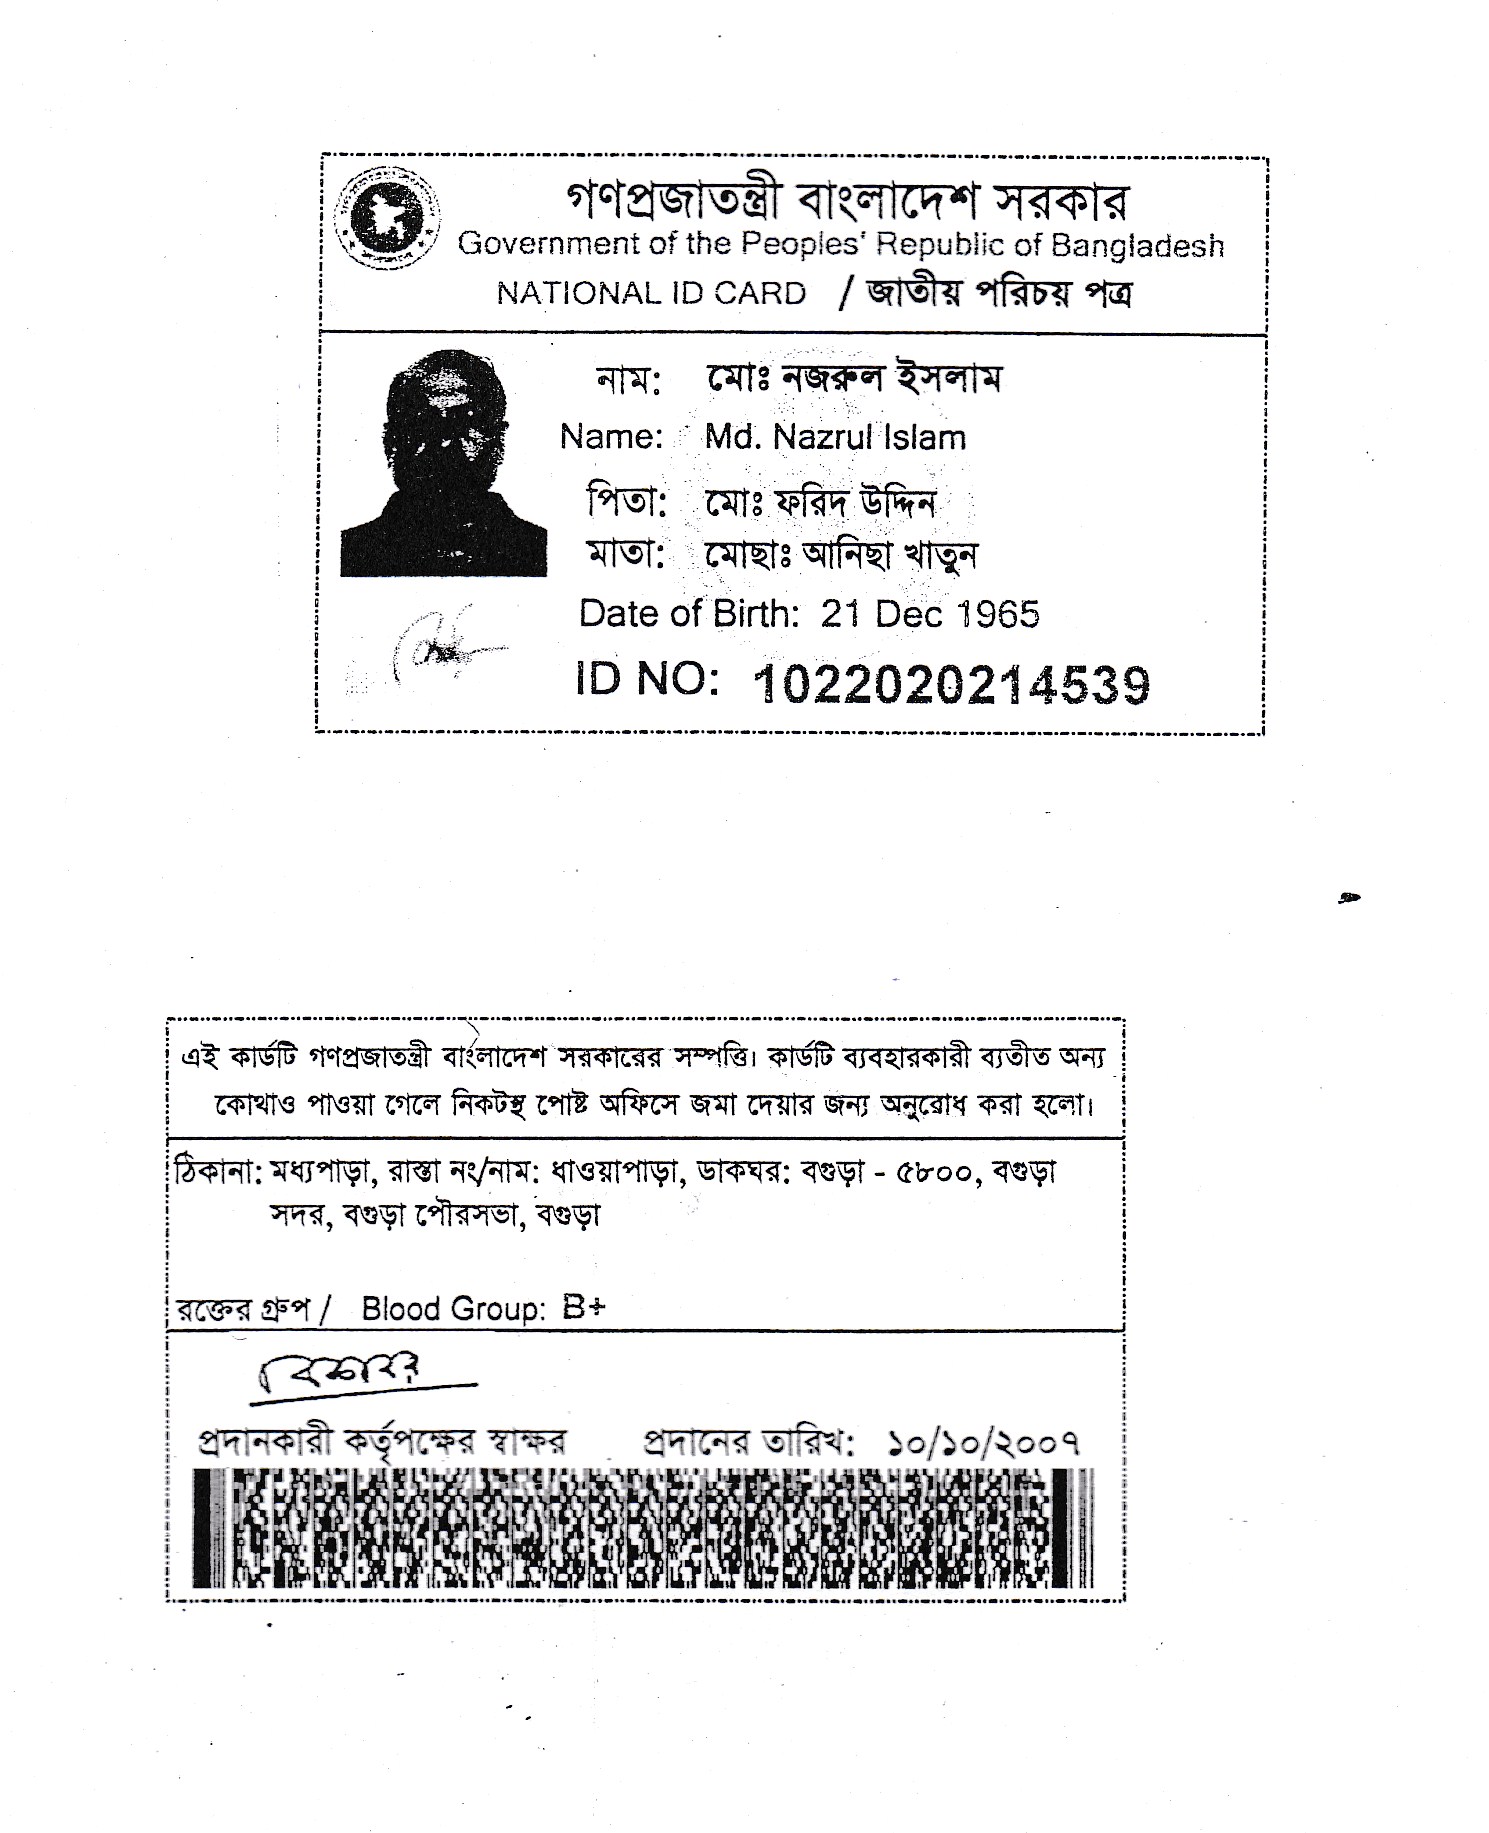 গণপ্রজাতন্ত্রী বাংলাদেশ সরকার
Government of the Peoples' Republic of Bangladesh
NATIONAL ID CARD / জাতীয় পরিচয় পত্র
নাম: মোঃ নজরুল ইসলাম
Name: Md. Nazrul Islam
পিতা: মোঃ ফরিদ উদ্দিন
মাতা: মোছাঃ আনিছা খাতুন
Date of Birth: 21 Dec 1965
ID NO: 1022020214539
এই কার্ডটি গণপ্রজাতন্ত্রী বাংলাদেশ সরকারের সম্পত্তি। কার্ডটি ব্যবহারকারী ব্যতীত অন্য
কোথাও পাওয়া গেলে নিকটস্থ পোষ্ট অফিসে জমা দেয়ার জন্য অনুরোধ করা হলো।
ঠিকানা: মধ্যপাড়া, রাস্তা নং/নাম: ধাওয়াপাড়া, ডাকঘর: বগুড়া - ৫৮০০, বগুড়া
সদর, বগুড়া পৌরসভা, বগুড়া
রক্তের গ্রুপ / Blood Group: B+
প্রদানকারী কর্তৃপক্ষের স্বাক্ষর প্রদানের তারিখ: ১০/১০/২০০৭